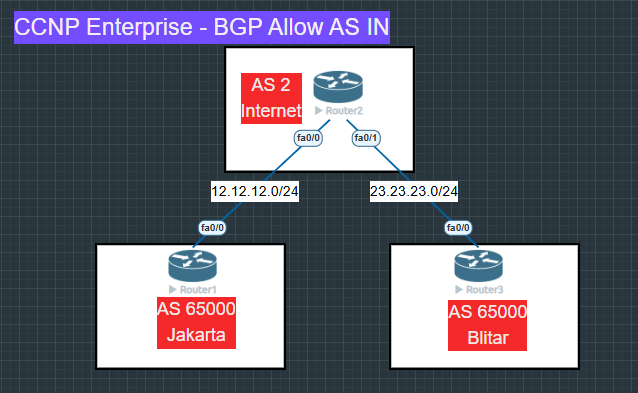 CCNP Enterprise - BGP Allow AS IN
AS 2
Internet
Router2
fa0/0
fa0/1
12.12.12.0/24
23.23.23.0/24
fa0/0
fa0/0
Router1
Router3
AS 65000
Jakarta
AS 65000
Blitar